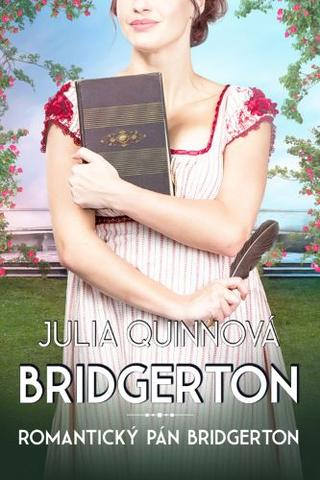 JULIA QUINNOVÁ
BRIDGERTON
ROMANTICKÝ PÁN BRIDGERTON